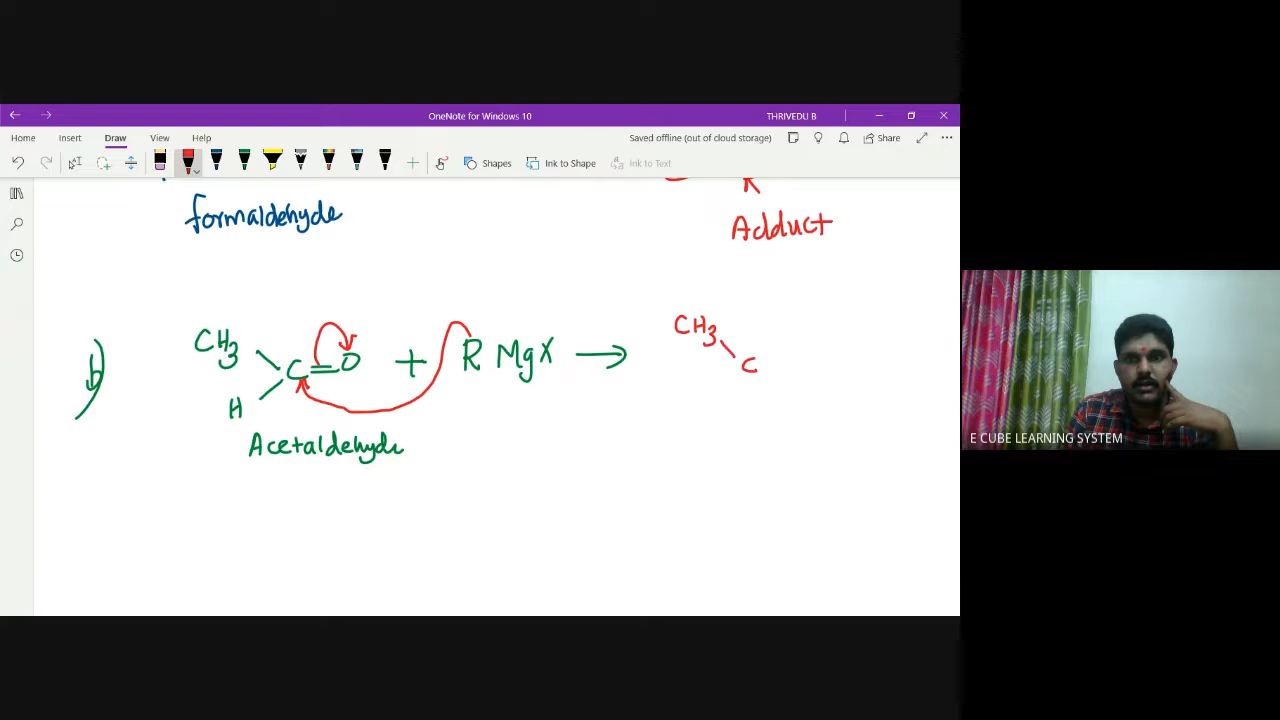 OneNote for Windows 10
THRIVEDU B
Home Insert Draw View Help
Saved offline (out of cloud storage)
Share
Shapes
Ink to Shape
Ink to Text
formaldehyde
R
Adduct
b)
CH3
C=O + R MgX →
H
Acetaldehyde
CH3
C
E CUBE LEARNING SYSTEM